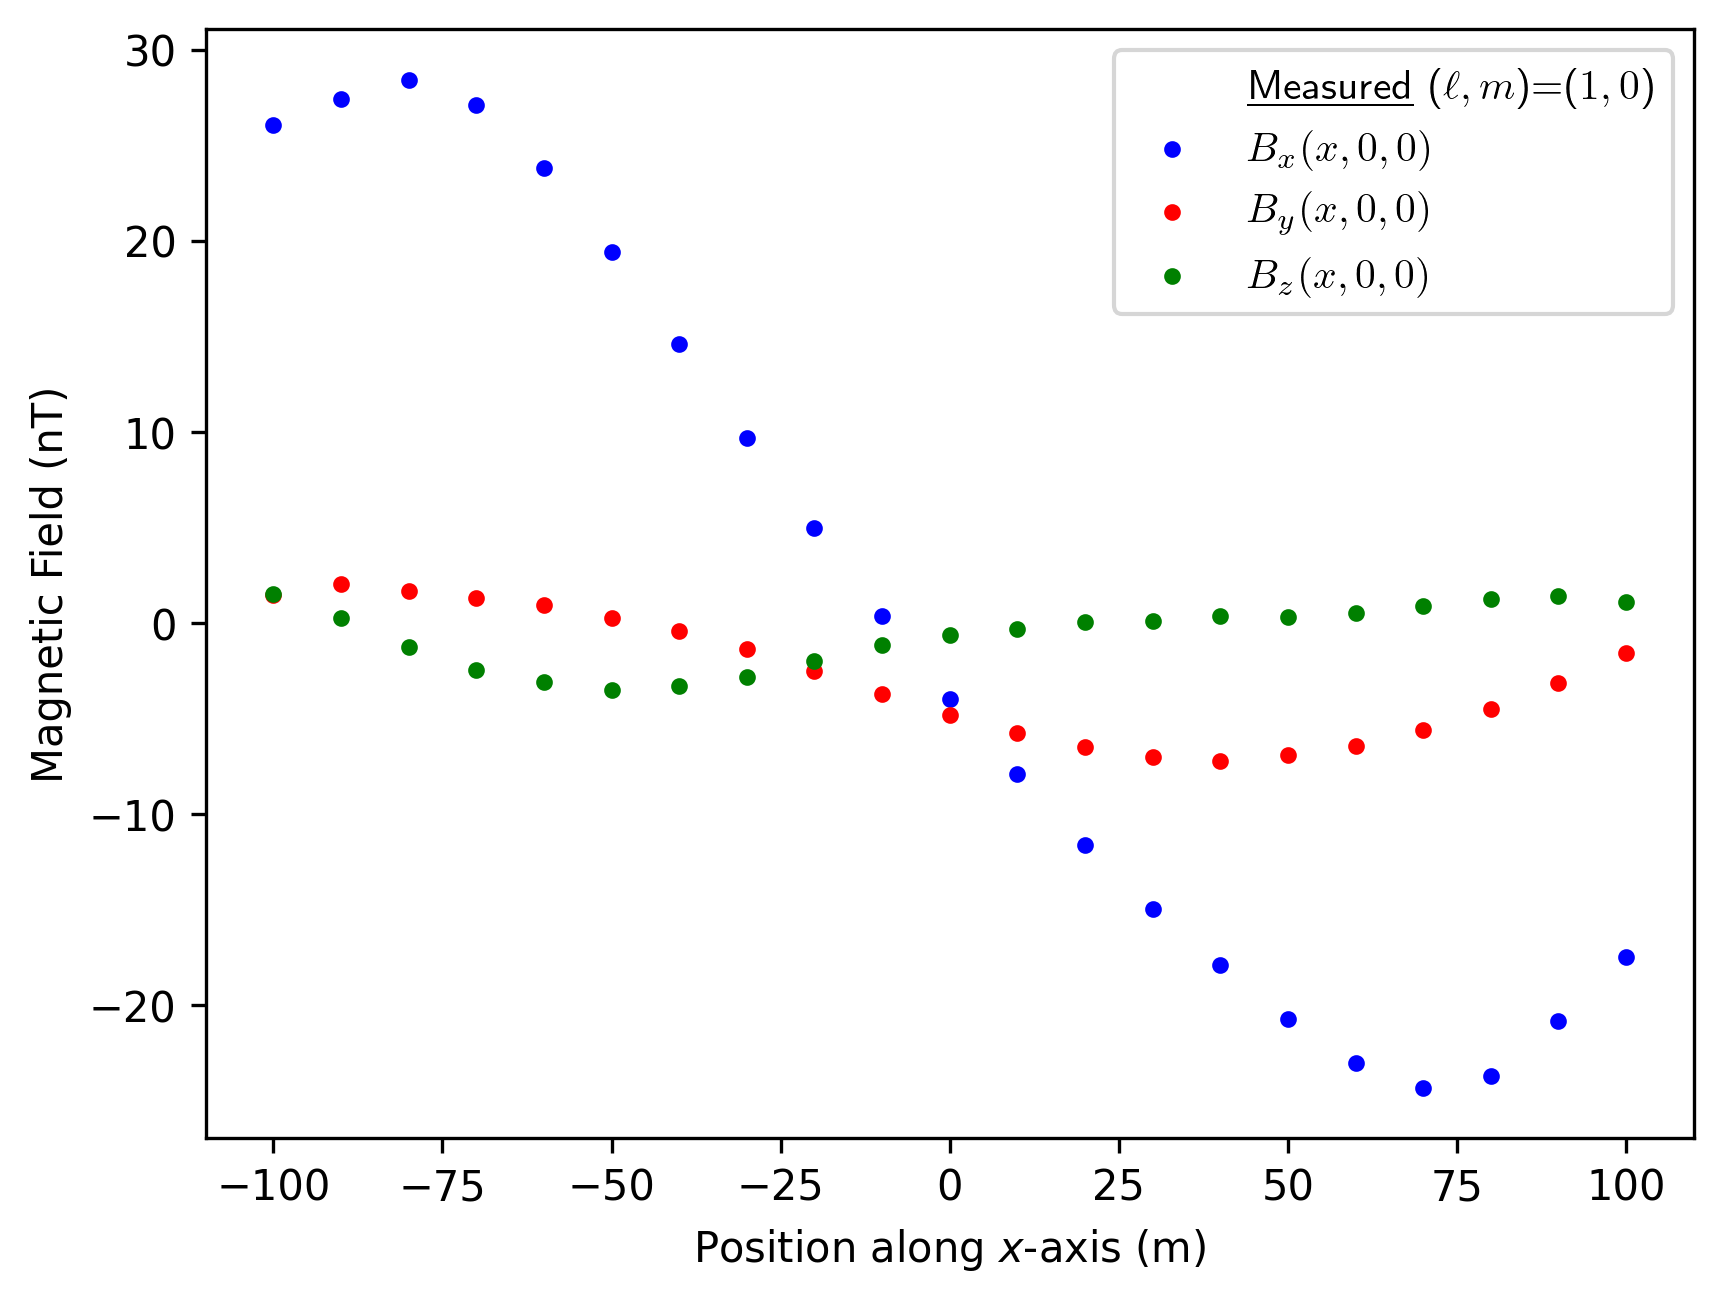 Measured (ℓ, m)=(1, 0)
Bₓ(x, 0, 0)
B_y(x, 0, 0)
B_z(x, 0, 0)
30
20
10
0
−10
−20
Magnetic Field (nT)
−100 −75 −50 −25 0 25 50 75 100
Position along x-axis (m)